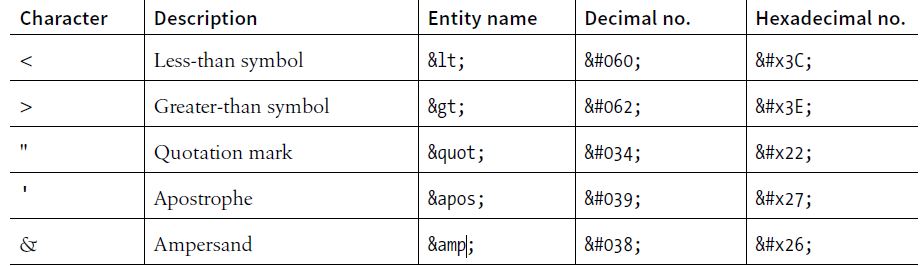 Character Description Entity name Decimal no. Hexadecimal no.
< Less-than symbol &lt; &#060; &#x3C;
> Greater-than symbol &gt; &#062; &#x3E;
" Quotation mark &quot; &#034; &#x22;
' Apostrophe &apos; &#039; &#x27;
& Ampersand &amp; &#038; &#x26;